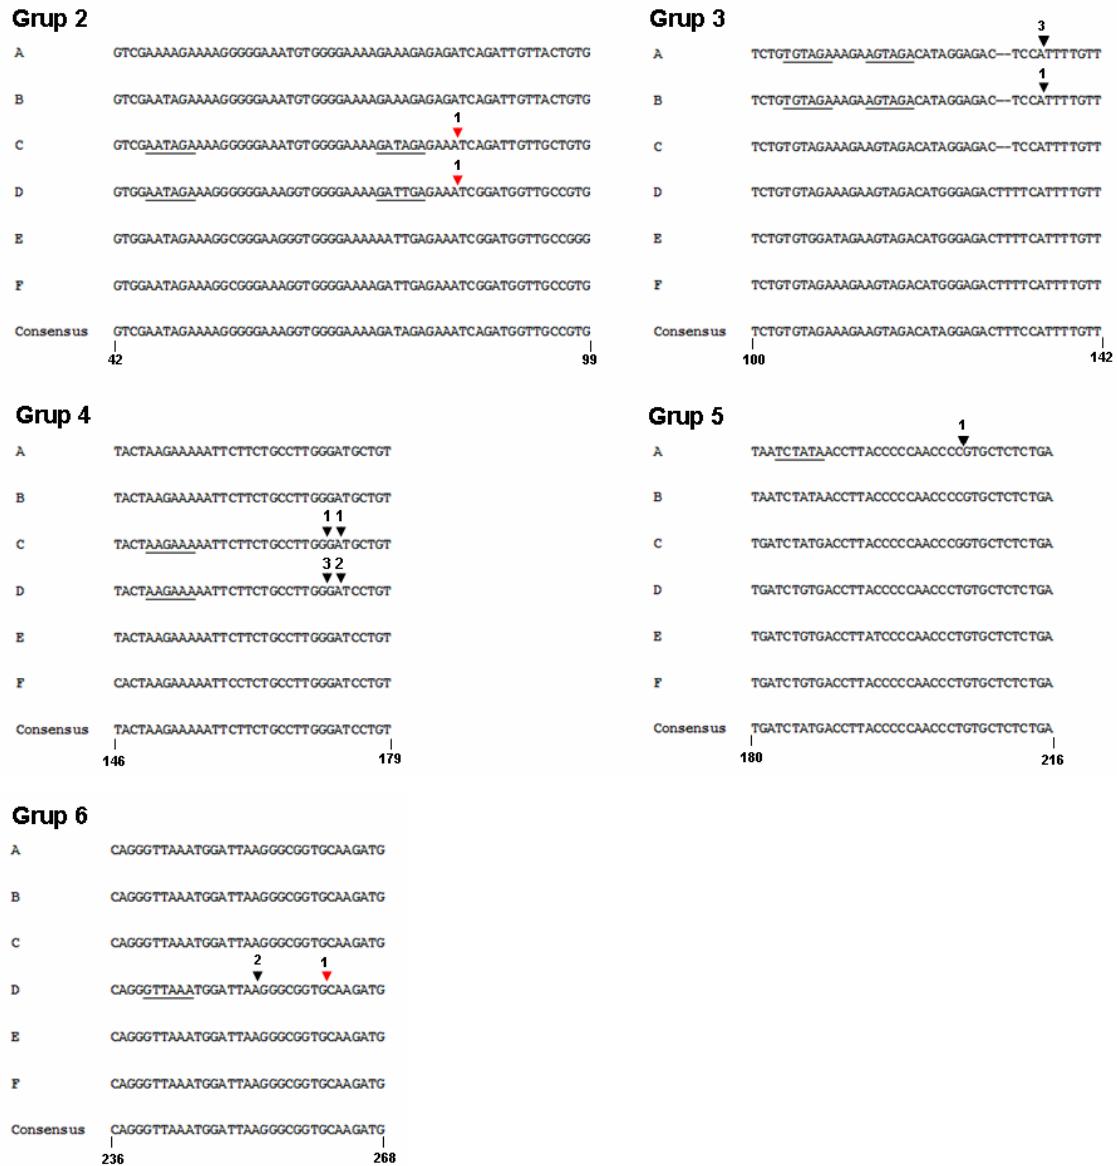 Grup 2
A GTCGAAAAGAAAAGGGGGAAATGTGGGGAAAAGAAAGAGAGATCAGATTGTTACTGTG
B GTCGAATAGAAAAGGGGGAAATGTGGGGAAAAGAAAGAGAGATCAGATTGTTACTGTG
1
C GTCGAATAGAAAAGGGGGAAATGTGGGGAAAAGATAGAGAAATCAGATTGTTGCTGTG
1
D GTGGAATAGAAAGGGGGGAAAGGTGGGGAAAAGATTGAGAAATCGGATGGTTGCCGTG
E GTGGAATAGAAAGGCGGGAAGGGTGGGGAAAAAATTGAGAAATCGGATGGTTGCCGGG
F GTGGAATAGAAAGGCGGGAAAGGTGGGGAAAAGATTGAGAAATCGGATGGTTGCCGTG
Consensus GTCGAATAGAAAGGGGGGAAAGGTGGGGAAAAGATAGAGAAATCAGATGGTTGCCGTG
42 99
Grup 3
3
A TCTGTGTAGAAAGAAGTAGACATAGGAGAC--TCCATTTTGTT
1
B TCTGTGTAGAAAGAAGTAGACATAGGAGAC--TCCATTTTGTT
C TCTGTGTAGAAAGAAGTAGACATAGGAGAC--TCCATTTTGTT
D TCTGTGTAGAAAGAAGTAGACATGGGAGACTTTTCATTTTGTT
E TCTGTGTGGATAGAAGTAGACATGGGAGACTTTTCATTTTGTT
F TCTGTGTAGAAAGAAGTAGACATGGGAGACTTTTCATTTTGTT
Consensus TCTGTGTAGAAAGAAGTAGACATAGGAGACTTTCCATTTTGTT
100 142
Grup 4
A TACTAAGAAAAATTCTTCTGCCTTGGGATGCTGT
B TACTAAGAAAAATTCTTCTGCCTTGGGATGCTGT
1 1
C TACTAAGAAAAATTCTTCTGCCTTGGGATGCTGT
3 2
D TACTAAGAAAAATTCTTCTGCCTTGGGATCCTGT
E TACTAAGAAAAATTCTTCTGCCTTGGGATCCTGT
F CACTAAGAAAAATTCCTCTGCCTTGGGATCCTGT
Consensus TACTAAGAAAAATTCTTCTGCCTTGGGATCCTGT
146 179
Grup 5
1
A TAATCTATAACCTTACCCCCAACCCCGTGCTCTCTGA
B TAATCTATAACCTTACCCCCAACCCCGTGCTCTCTGA
C TGATCTATGACCTTACCCCCAACCCGGTGCTCTCTGA
D TGATCTGTGACCTTACCCCCAACCCTGTGCTCTCTGA
E TGATCTGTGACCTTATCCCCAACCCTGTGCTCTCTGA
F TGATCTGTGACCTTACCCCCAACCCTGTGCTCTCTGA
Consensus TGATCTATGACCTTACCCCCAACCCTGTGCTCTCTGA
180 216
Grup 6
A CAGGGTTAAATGGATTAAGGGCGGTGCAAGATG
B CAGGGTTAAATGGATTAAGGGCGGTGCAAGATG
C CAGGGTTAAATGGATTAAGGGCGGTGCAAGATG
2 1
D CAGGGTTAAATGGATTAAGGGCGGTGCAAGATG
E CAGGGTTAAATGGATTAAGGGCGGTGCAAGATG
F CAGGGTTAAATGGATTAAGGGCGGTGCAAGATG
Consensus CAGGGTTAAATGGATTAAGGGCGGTGCAAGATG
236 268